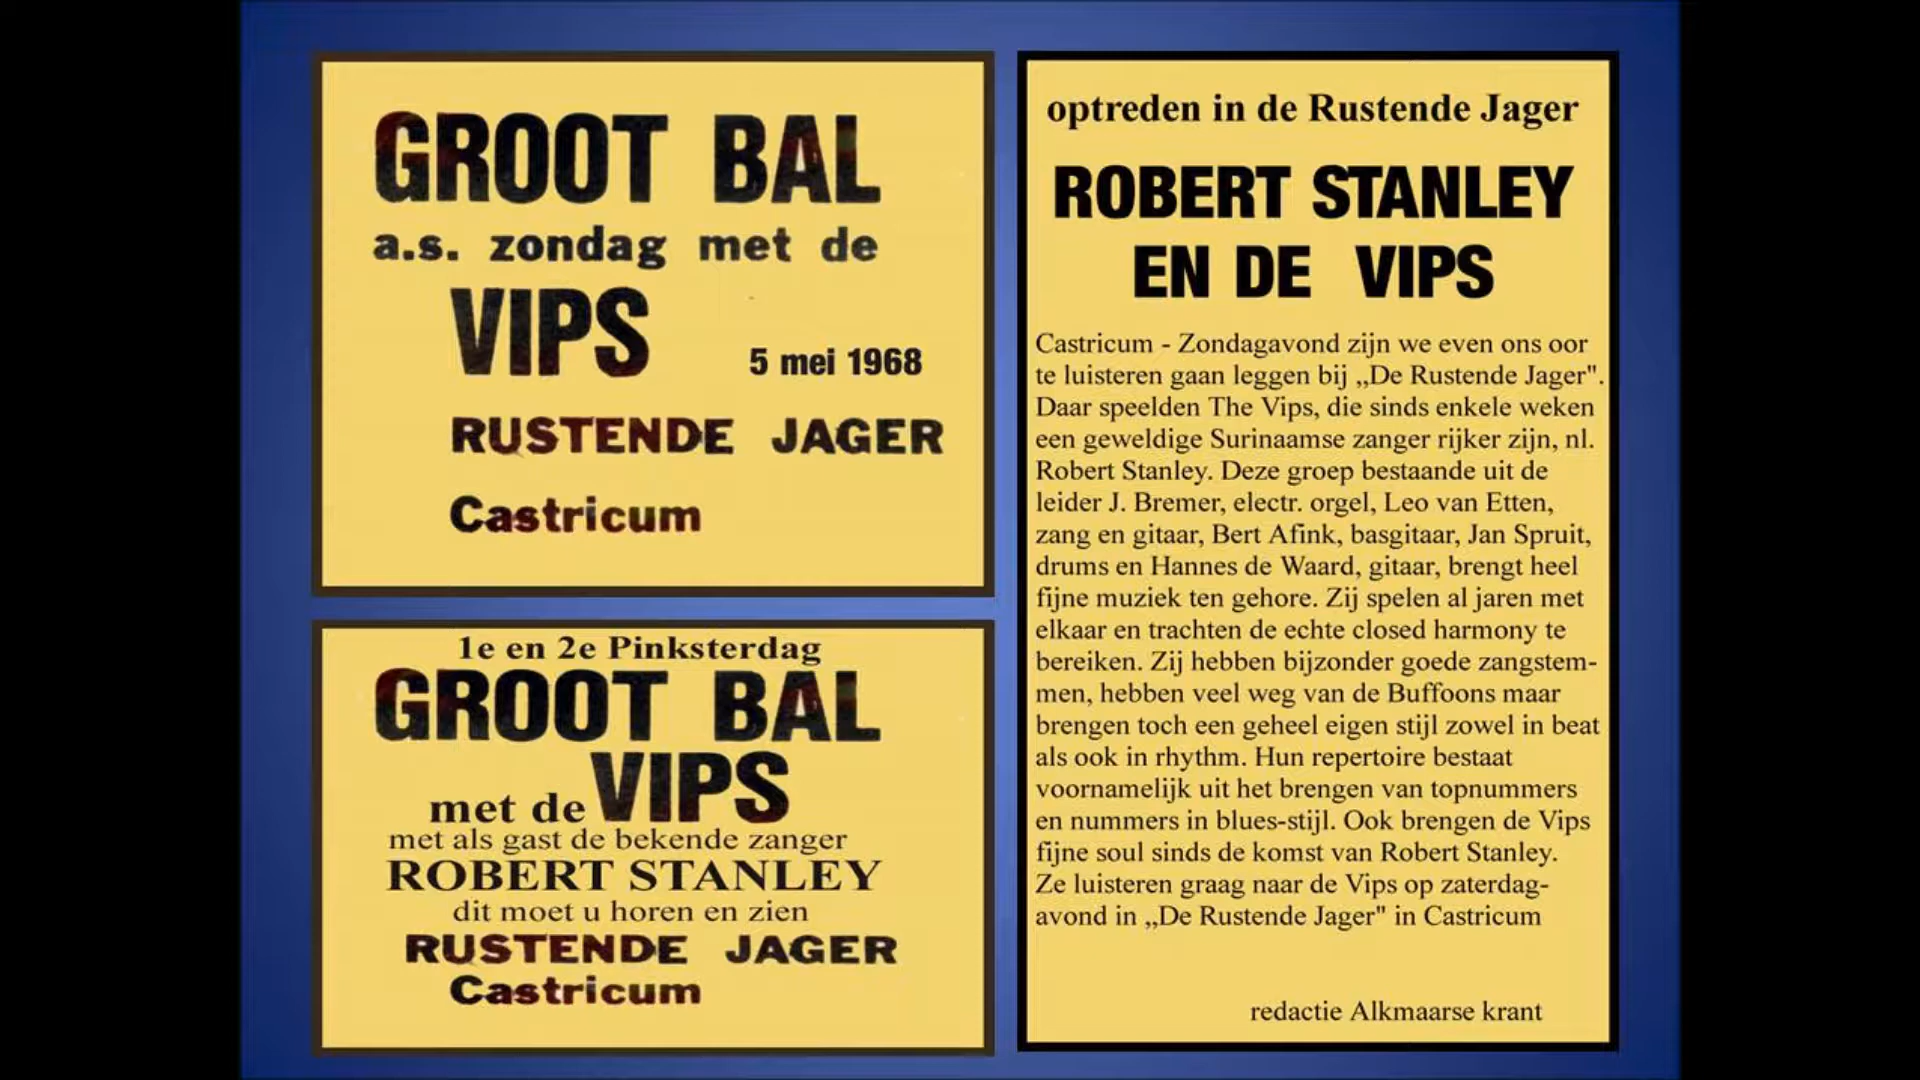 GROOT BAL
a.s. zondag met de
VIPS
5 mei 1968
RUSTENDE JAGER
Castricum
1e en 2e Pinksterdag
GROOT BAL
met de VIPS
met als gast de bekende zanger
ROBERT STANLEY
dit moet u horen en zien
RUSTENDE JAGER
Castricum
optreden in de Rustende Jager
ROBERT STANLEY
EN DE VIPS
Castricum - Zondagavond zijn we even ons oor
te luisteren gaan leggen bij „De Rustende Jager".
Daar speelden The Vips, die sinds enkele weken
een geweldige Surinaamse zanger rijker zijn, nl.
Robert Stanley. Deze groep bestaande uit de
leider J. Bremer, electr. orgel, Leo van Etten,
zang en gitaar, Bert Afink, basgitaar, Jan Spruit,
drums en Hannes de Waard, gitaar, brengt heel
fijne muziek ten gehore. Zij spelen al jaren met
elkaar en trachten de echte closed harmony te
bereiken. Zij hebben bijzonder goede zangstem-
men, hebben veel weg van de Buffoons maar
brengen toch een geheel eigen stijl zowel in beat
als ook in rhythm. Hun repertoire bestaat
voornamelijk uit het brengen van topnummers
en nummers in blues-stijl. Ook brengen de Vips
fijne soul sinds de komst van Robert Stanley.
Ze luisteren graag naar de Vips op zaterdag-
avond in „De Rustende Jager" in Castricum
redactie Alkmaarse krant